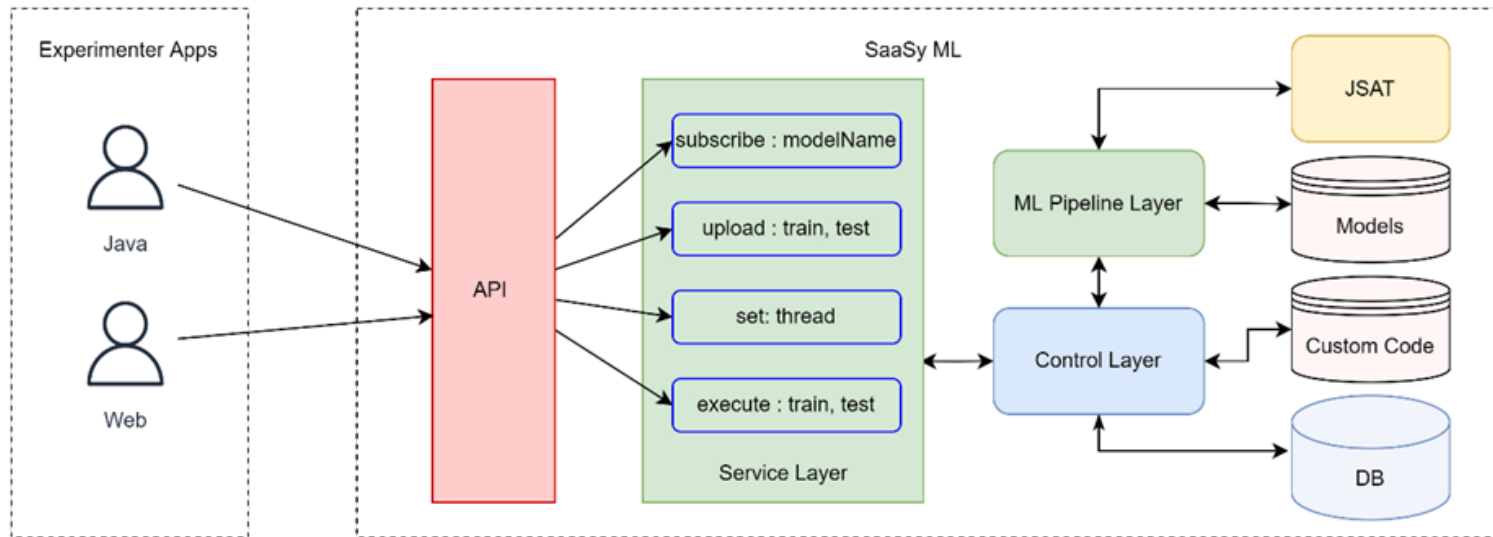 Experimenter Apps
SaaSy ML
Java
Web
API
subscribe : modelName
upload : train, test
set: thread
execute : train, test
Service Layer
ML Pipeline Layer
Control Layer
JSAT
Models
Custom Code
DB